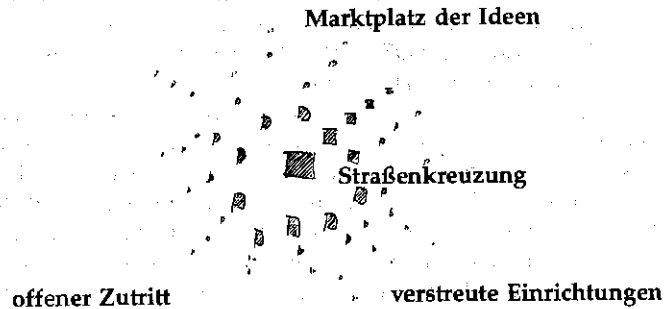 Marktplatz der Ideen
Straßenkreuzung
offener Zutritt
verstreute Einrichtungen